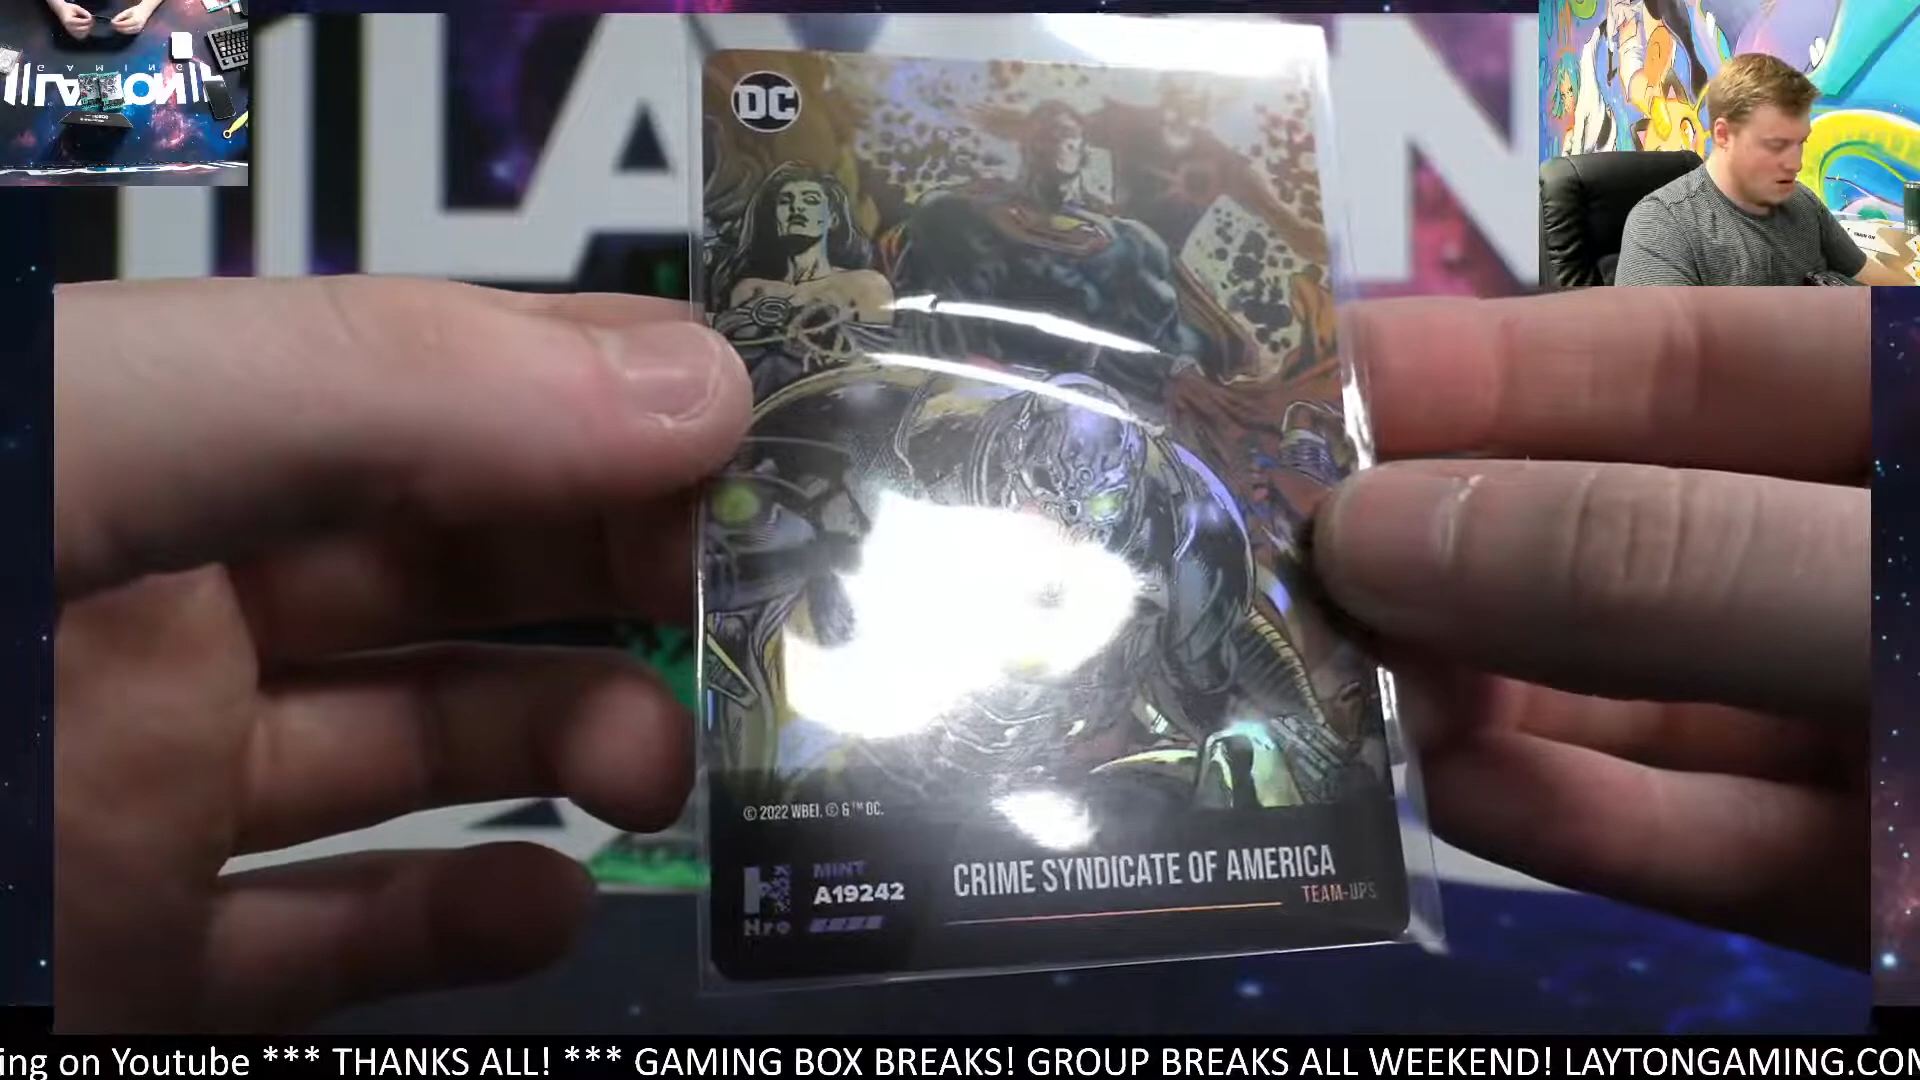 DC
© 2022 WBEI. © & ™ DC.
MINT
A19242
Hro
CRIME SYNDICATE OF AMERICA
TEAM-UPS
ing on Youtube *** THANKS ALL! *** GAMING BOX BREAKS! GROUP BREAKS ALL WEEKEND! LAYTONGAMING.COM